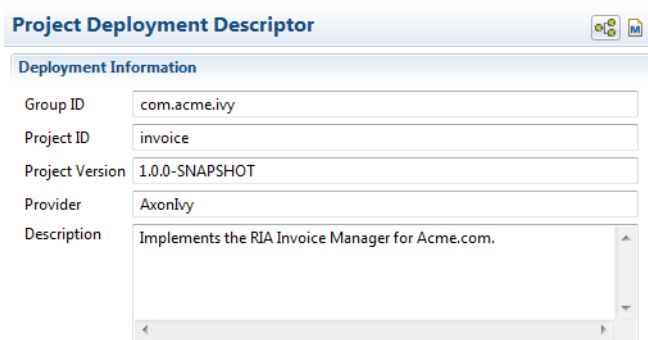 Project Deployment Descriptor
M
Deployment Information
Group ID com.acme.ivy
Project ID invoice
Project Version 1.0.0-SNAPSHOT
Provider AxonIvy
Description Implements the RIA Invoice Manager for Acme.com.